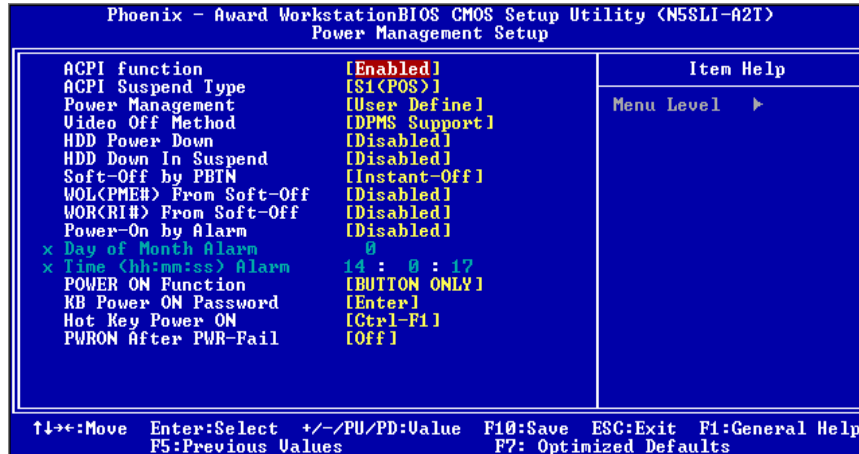 Phoenix - Award WorkstationBIOS CMOS Setup Utility (N5SLI-A2T)
Power Management Setup
ACPI function [Enabled]
ACPI Suspend Type [S1(POS)]
Power Management [User Define]
Video Off Method [DPMS Support]
HDD Power Down [Disabled]
HDD Down In Suspend [Disabled]
Soft-Off by PBTN [Instant-Off]
WOL(PME#) From Soft-Off [Disabled]
WOR(RI#) From Soft-Off [Disabled]
Power-On by Alarm [Disabled]
x Day of Month Alarm 0
x Time (hh:mm:ss) Alarm 14 : 0 : 17
POWER ON Function [BUTTON ONLY]
KB Power ON Password [Enter]
Hot Key Power ON [Ctrl-F1]
PWRON After PWR-Fail [Off]
Item Help
Menu Level ▶
↑↓→←:Move Enter:Select +/-/PU/PD:Value F10:Save ESC:Exit F1:General Help
F5:Previous Values F7: Optimized Defaults